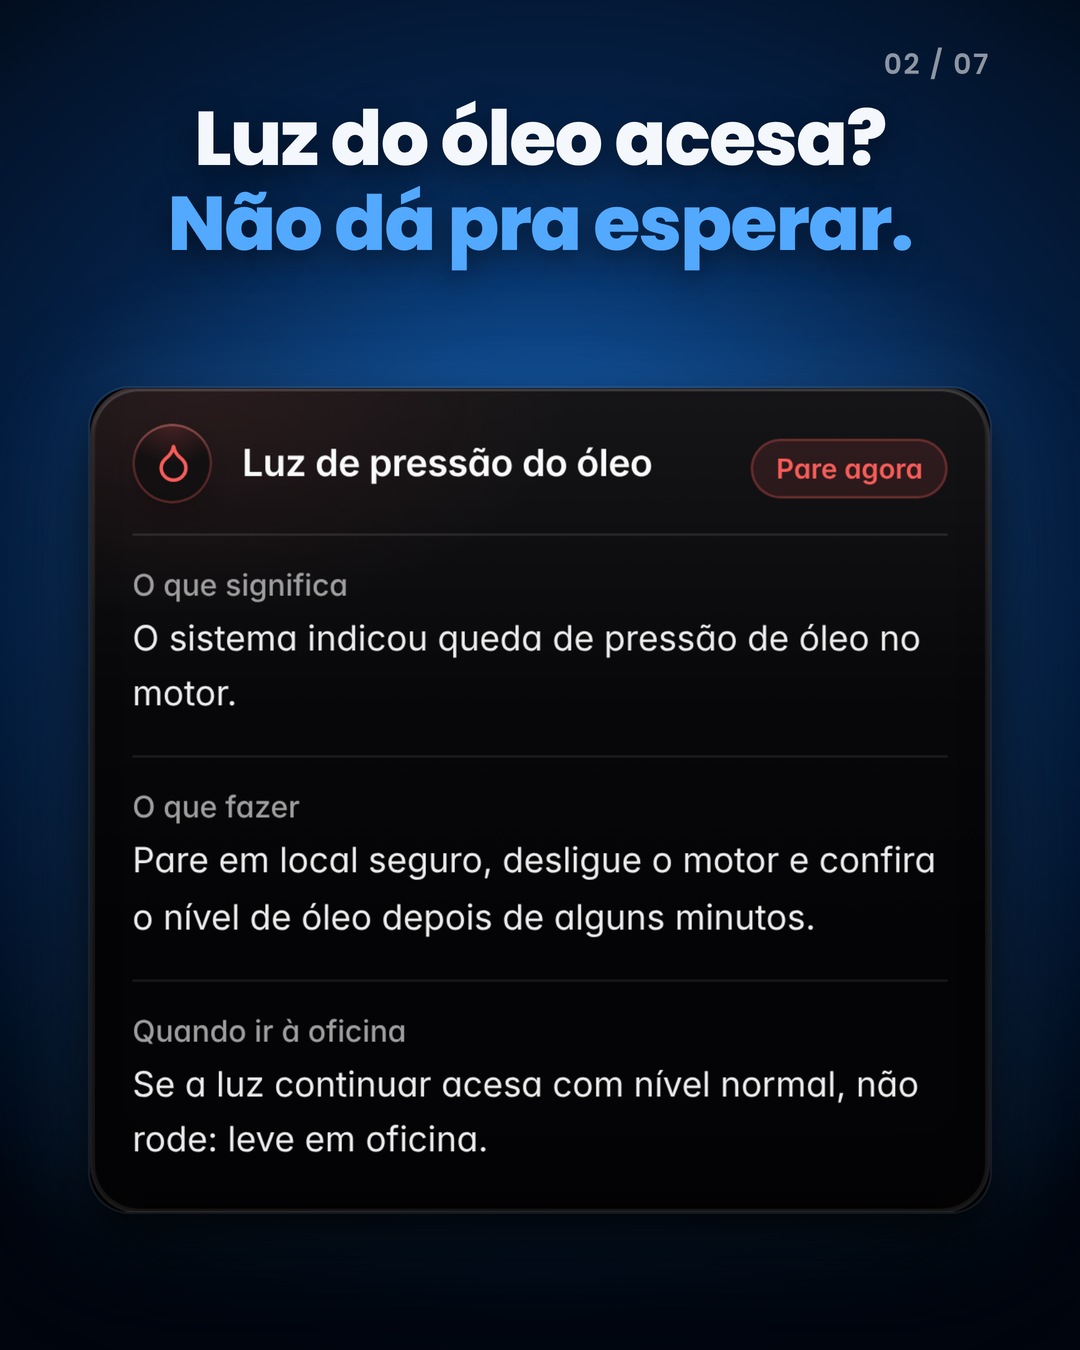 02 / 07
Luz do óleo acesa?
Não dá pra esperar.
Luz de pressão do óleo
Pare agora
O que significa
O sistema indicou queda de pressão de óleo no
motor.
O que fazer
Pare em local seguro, desligue o motor e confira
o nível de óleo depois de alguns minutos.
Quando ir à oficina
Se a luz continuar acesa com nível normal, não
rode: leve em oficina.